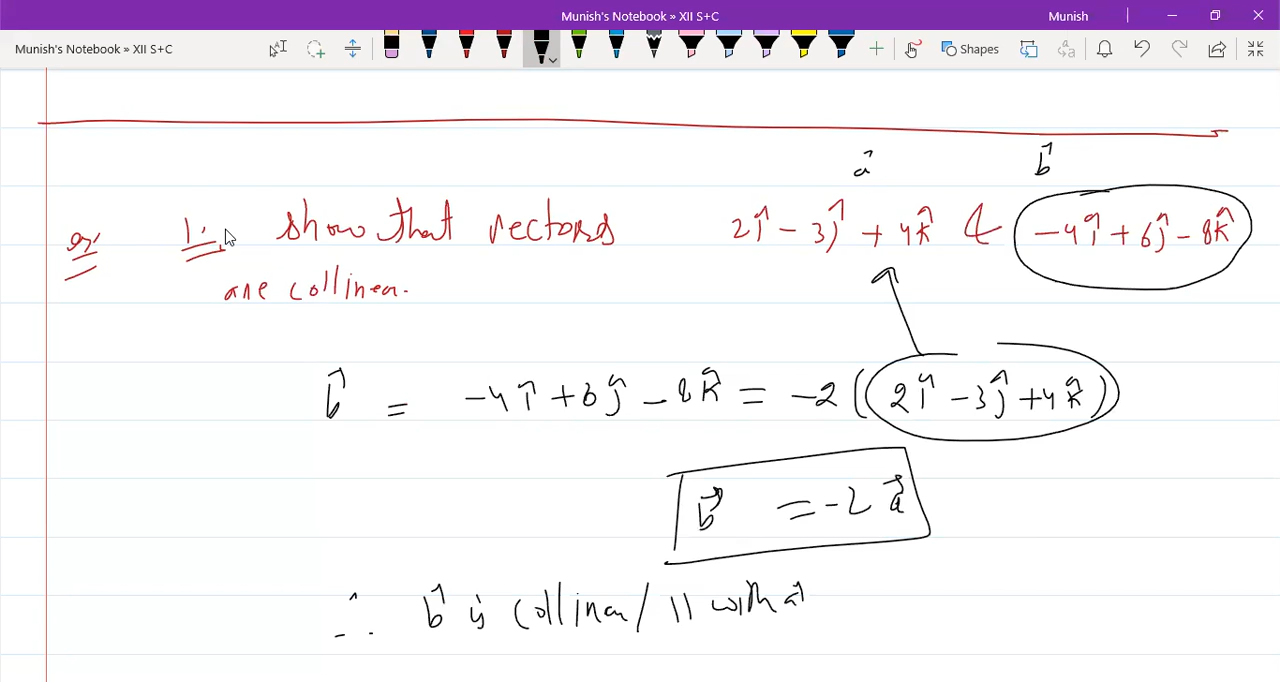 Munish's Notebook » XII S+C
Munish
Munish's Notebook » XII S+C
Shapes
a⃗ b⃗
1. show that vectors 2î - 3ĵ + 4k̂ & -4î + 6ĵ - 8k̂
are collinear.
b⃗ = -4î + 6ĵ - 8k̂ = -2 (2î - 3ĵ + 4k̂)
b⃗ = -2 a⃗
∴ b⃗ is collinear / || with a⃗